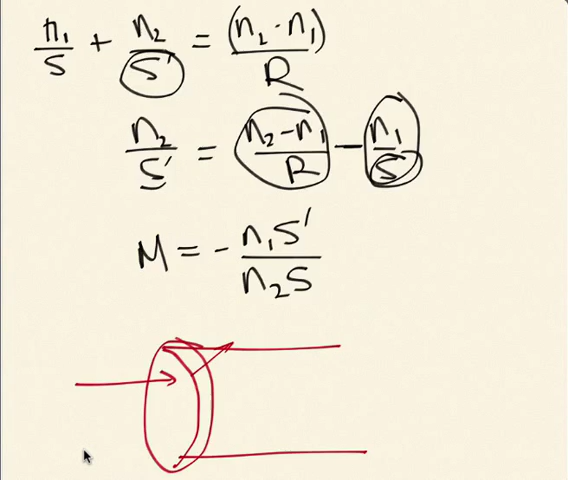 n₁/S + n₂/S' = (n₂-n₁)/R
n₂/S' = n₂-n₁/R - n₁/S
M = - n₁S'/n₂S